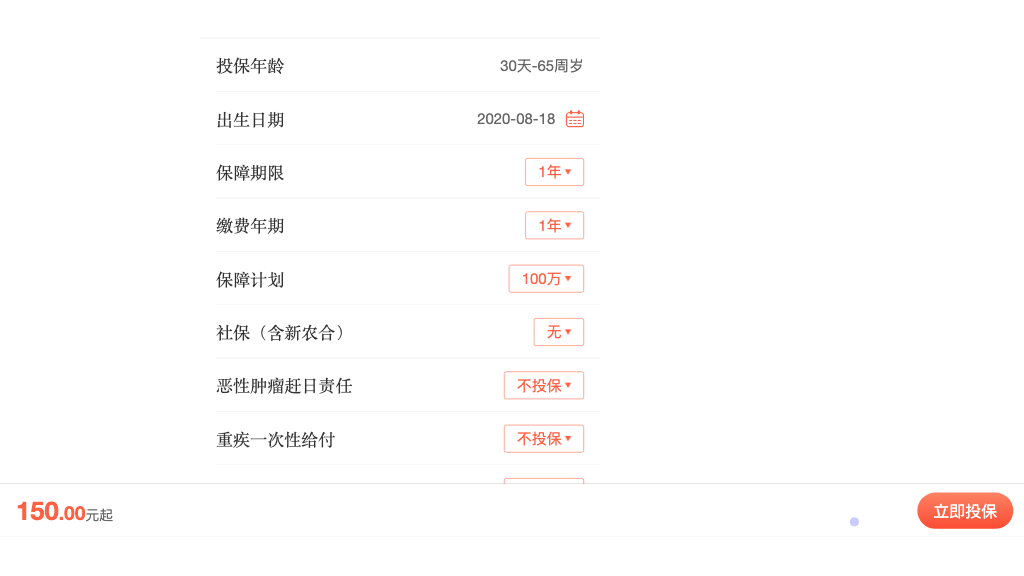 投保年龄 30天-65周岁
出生日期 2020-08-18
保障期限 1年
缴费年期 1年
保障计划 100万
社保（含新农合） 无
恶性肿瘤赶日责任 不投保
重疾一次性给付 不投保
150.00元起 立即投保